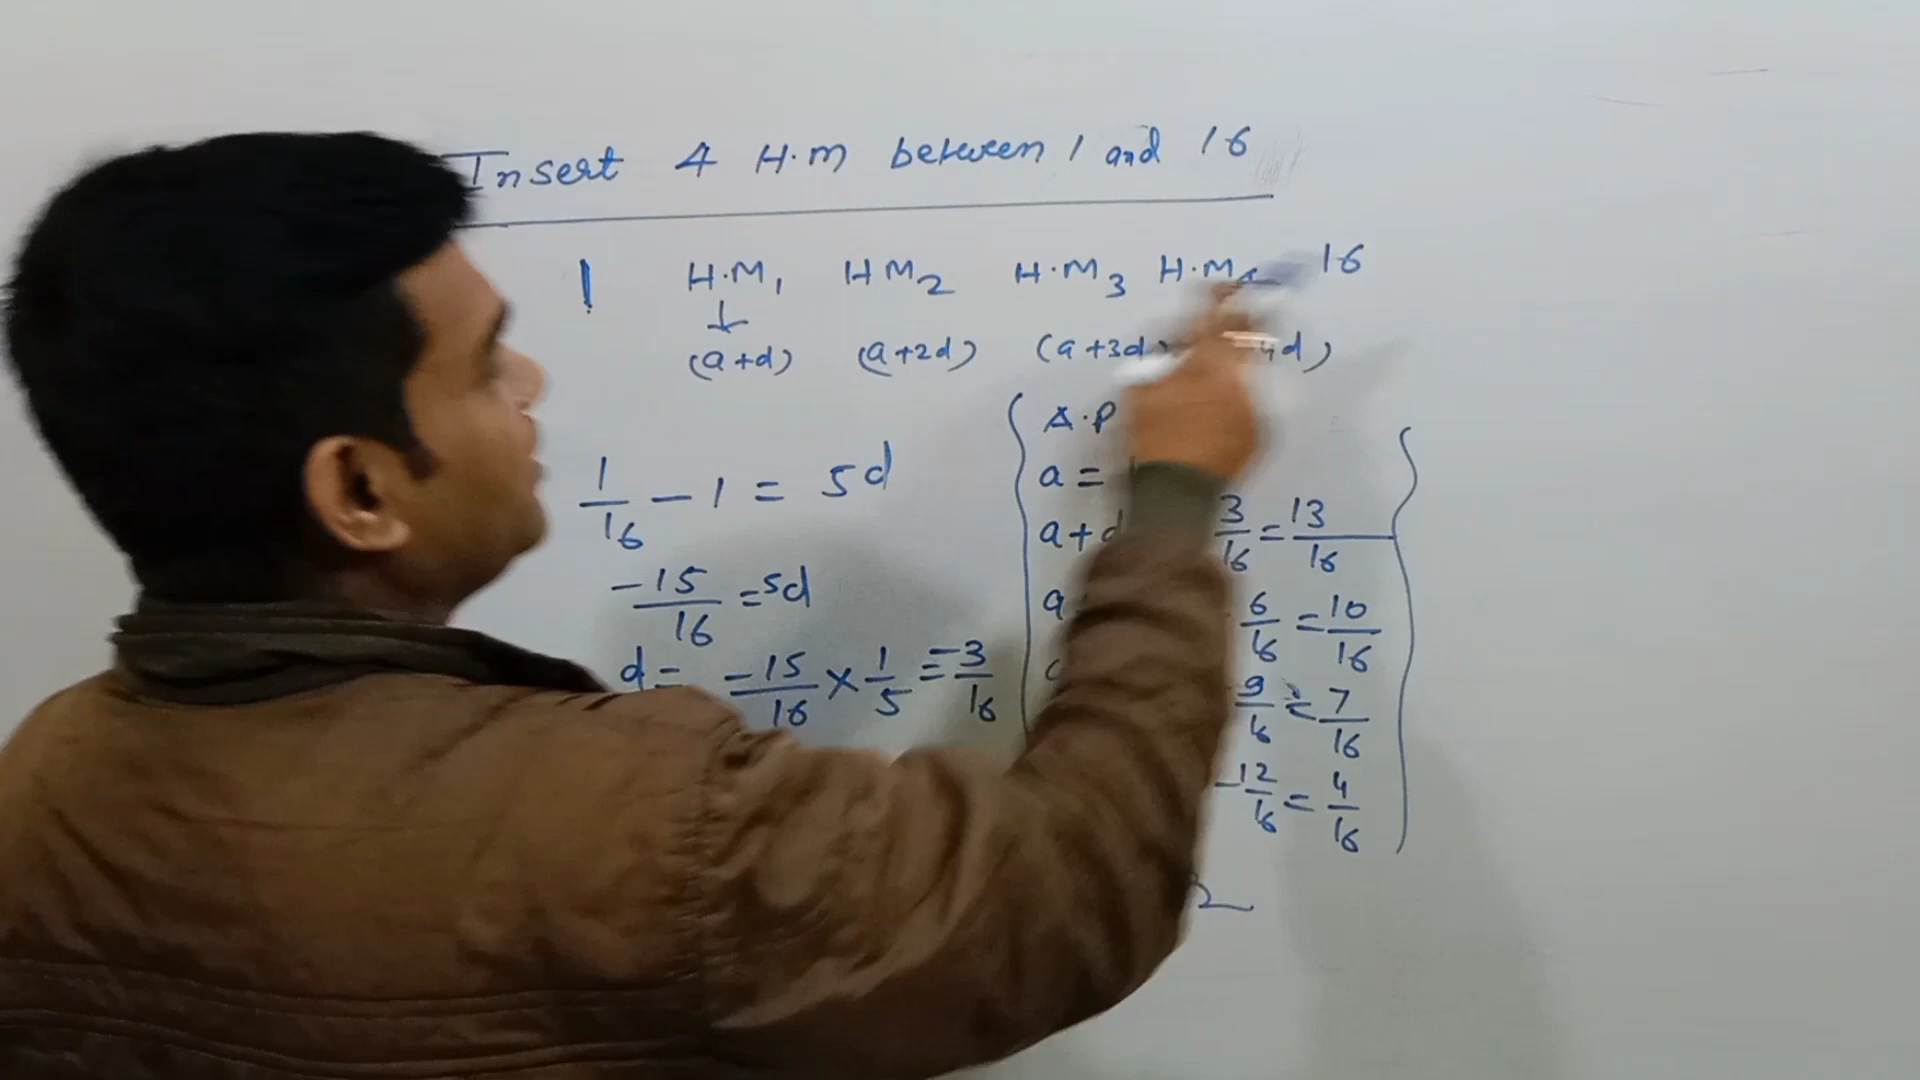 Insert 4 H.M between 1 and 16
1 H.M1 HM2 H.M3 H.M 16
↓
(a+d) (a+2d) (a+3d) 4d)
1/16 - 1 = 5d
-15/16 = 5d
d = -15/16 × 1/5 = -3/16
A.P
a =
a+d 3/16 = 13/16
a 6/16 = 10/16
9/16 = 7/16
-12/16 = 4/16